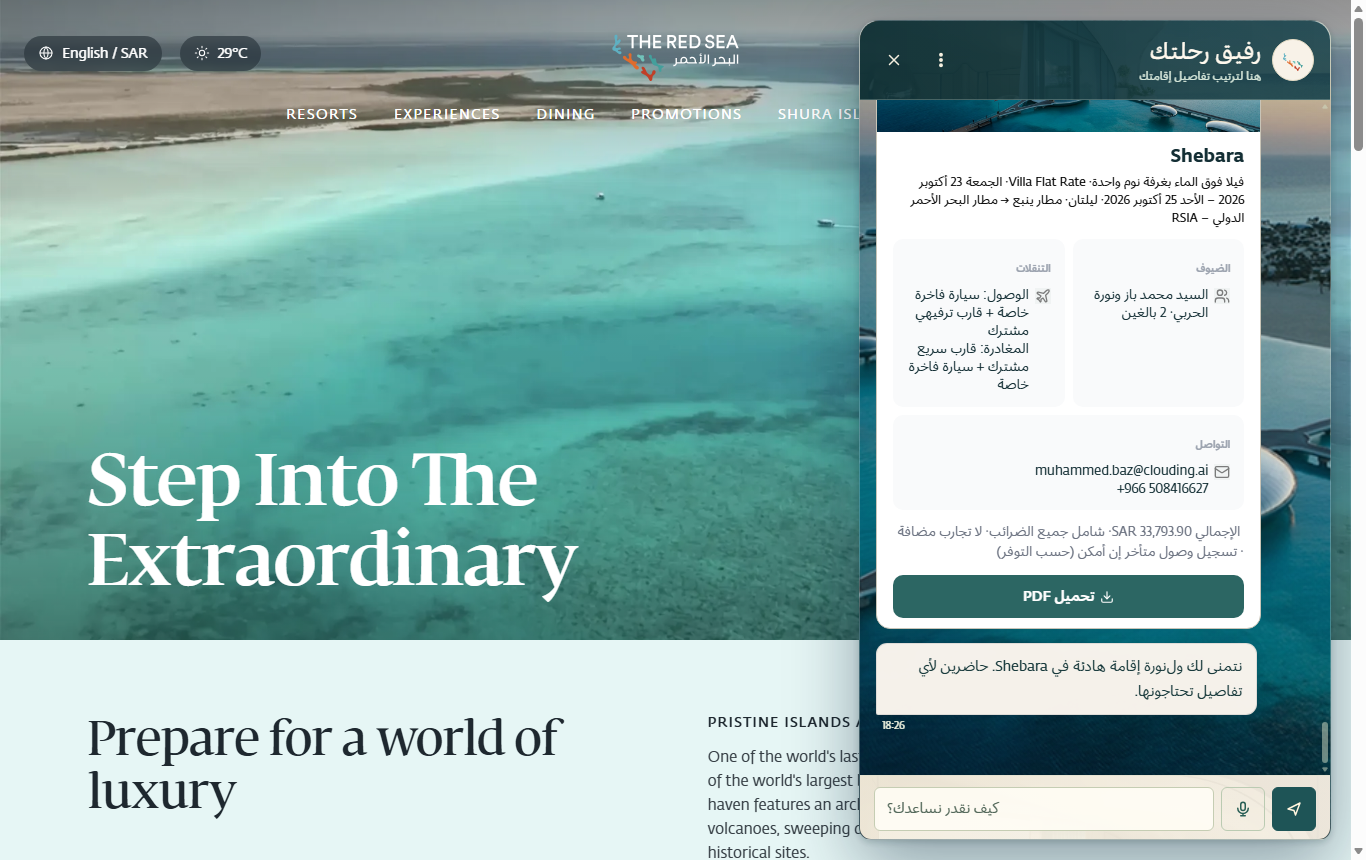 English / SAR
29°C
THE RED SEA
البحر الأحمر
RESORTS
EXPERIENCES
DINING
PROMOTIONS
SHURA
Step Into The
Extraordinary
Prepare for a world of
luxury
PRISTINE ISLANDS
One of the world's
of the world's largest
haven features an
volcanoes, sweeping
historical sites.
رفيق رحلتك
هنا لترتيب تفاصيل إقامتك
Shebara
فيلا فوق الماء بغرفة نوم واحدة· Villa Flat Rate· الجمعة 23 أكتوبر
2026 – الأحد 25 أكتوبر 2026· ليلتان· مطار ينبع → مطار البحر الأحمر
الدولي – RSIA
الضيوف
السيد محمد باز ونورة
الحربي· 2 بالغين
التنقلات
الوصول: سيارة فاخرة
خاصة + قارب ترفيهي
مشترك
المغادرة: قارب سريع
مشترك + سيارة فاخرة
خاصة
التواصل
muhammed.baz@clouding.ai
+966 508416627
الإجمالي SAR 33,793.90· شامل جميع الضرائب· لا تجارب مضافة
· تسجيل وصول متأخر إن أمكن (حسب التوفر)
تحميل PDF
نتمنى لك ولنورة إقامة هادئة في Shebara. حاضرين لأي
تفاصيل تحتاجونها.
18:26
كيف نقدر نساعدك؟